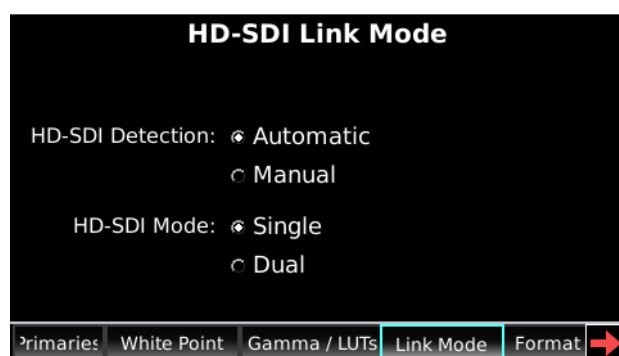 HD-SDI Link Mode
HD-SDI Detection: Automatic
Manual
HD-SDI Mode: Single
Dual
Primaries White Point Gamma / LUTs Link Mode Format